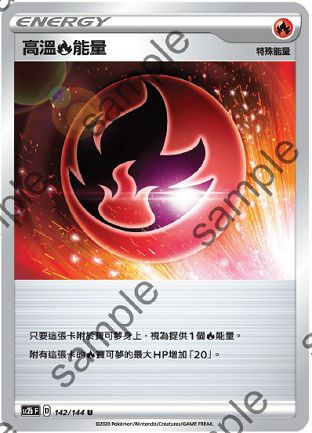 ENERGY
高溫🔥能量
特殊能量
sample
sample
sample
sample
sample
只要這張卡附於寶可夢身上，視為提供1個🔥能量。
附有這張卡的🔥寶可夢的最大HP增加「20」。
SC2b F D 142/144 U
©2020 Pokémon/Nintendo/Creatures/GAME FREAK.